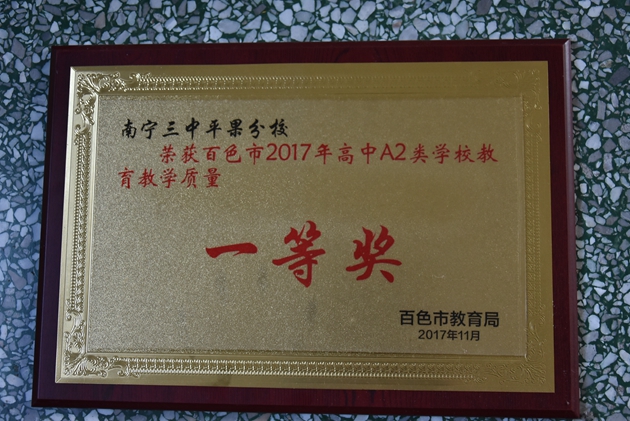 南宁三中平果分校
荣获百色市2017年高中A2类学校教
育教学质量
一等奖
百色市教育局
2017年11月